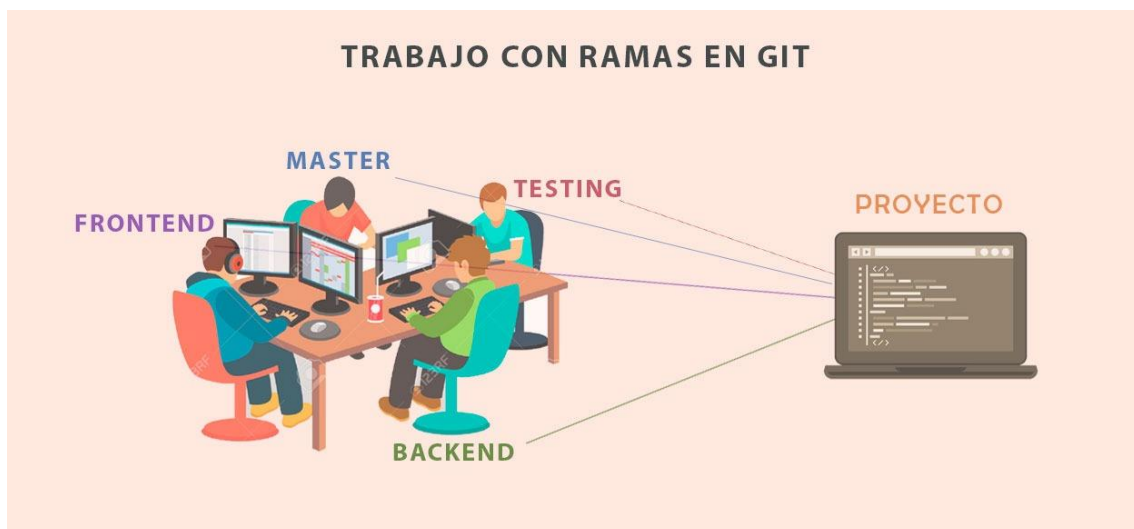 TRABAJO CON RAMAS EN GIT
MASTER
TESTING
FRONTEND
PROYECTO
</>
</>
BACKEND